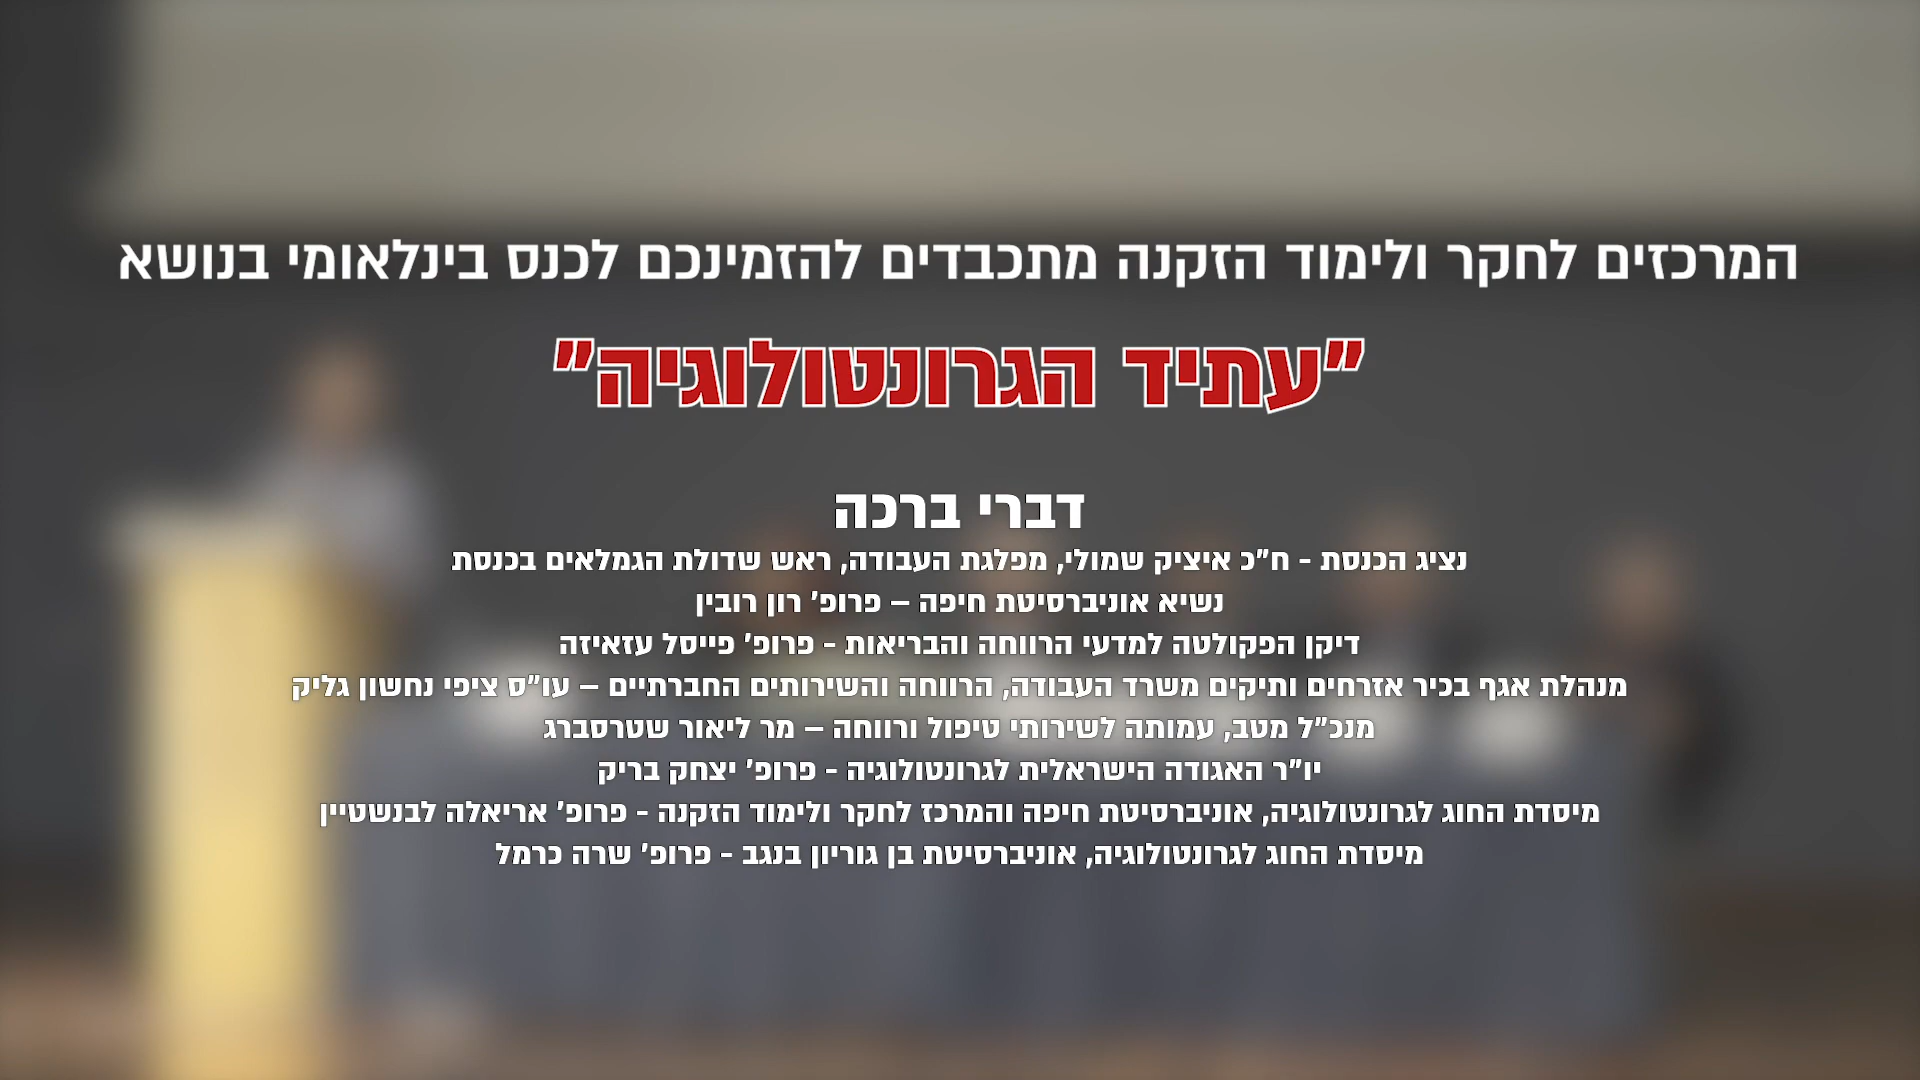 המרכזים לחקר ולימוד הזקנה מתכבדים להזמינכם לכנס בינלאומי בנושא
"עתיד הגרונטולוגיה"
דברי ברכה
נציג הכנסת - ח"כ איציק שמולי, מפלגת העבודה, ראש שדולת הגמלאים בכנסת
נשיא אוניברסיטת חיפה – פרופ' רון רובין
דיקן הפקולטה למדעי הרווחה והבריאות - פרופ' פייסל עזאיזה
מנהלת אגף בכיר אזרחים ותיקים משרד העבודה, הרווחה והשירותים החברתיים – עו"ס ציפי נחשון גליק
מנכ"ל מטב, עמותה לשירותי טיפול ורווחה – מר ליאור שטרסברג
יו"ר האגודה הישראלית לגרונטולוגיה - פרופ' יצחק בריק
מיסדת החוג לגרונטולוגיה, אוניברסיטת חיפה והמרכז לחקר ולימוד הזקנה - פרופ' אריאלה לבנשטיין
מיסדת החוג לגרונטולוגיה, אוניברסיטת בן גוריון בנגב - פרופ' שרה כרמל